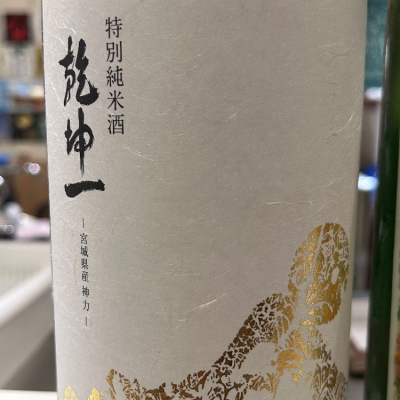 特別純米酒
乾坤一
—宮城県産 神力—